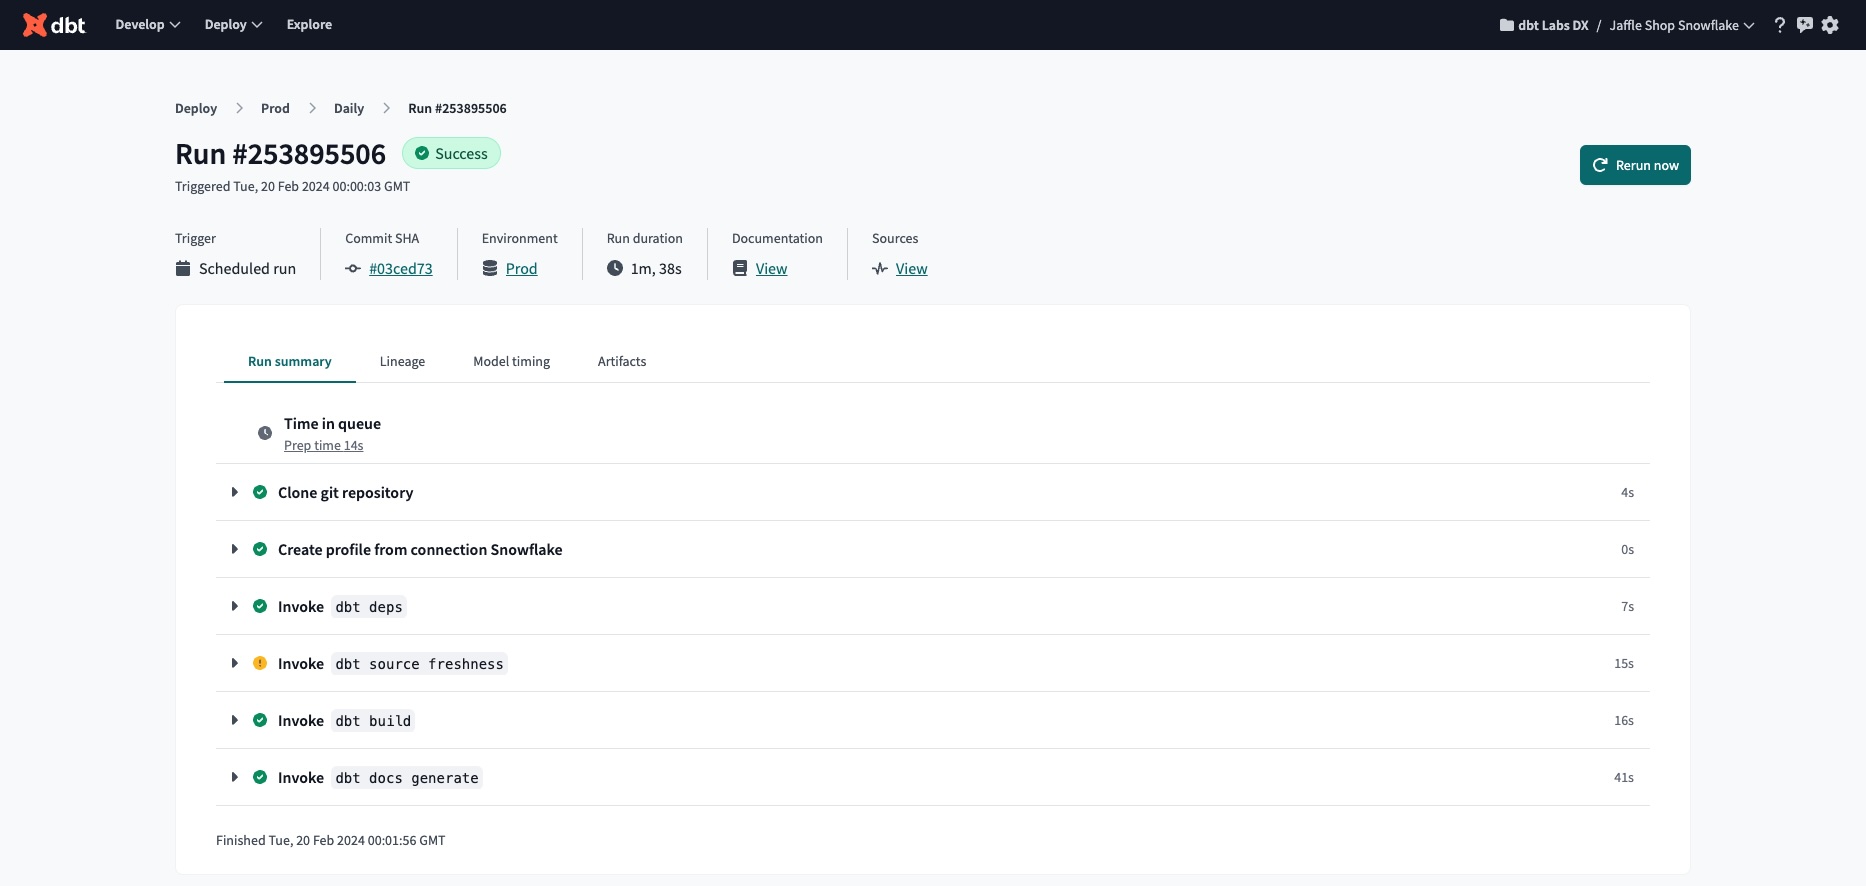 dbt Develop Deploy Explore dbt Labs DX / Jaffle Shop Snowflake ?
Deploy > Prod > Daily > Run #253895506
Run #253895506 Success
Triggered Tue, 20 Feb 2024 00:00:03 GMT
Rerun now
Trigger Commit SHA Environment Run duration Documentation Sources
Scheduled run #03ced73 Prod 1m, 38s View View
Run summary Lineage Model timing Artifacts
Time in queue
Prep time 14s
Clone git repository 4s
Create profile from connection Snowflake 0s
Invoke dbt deps 7s
Invoke dbt source freshness 15s
Invoke dbt build 16s
Invoke dbt docs generate 41s
Finished Tue, 20 Feb 2024 00:01:56 GMT